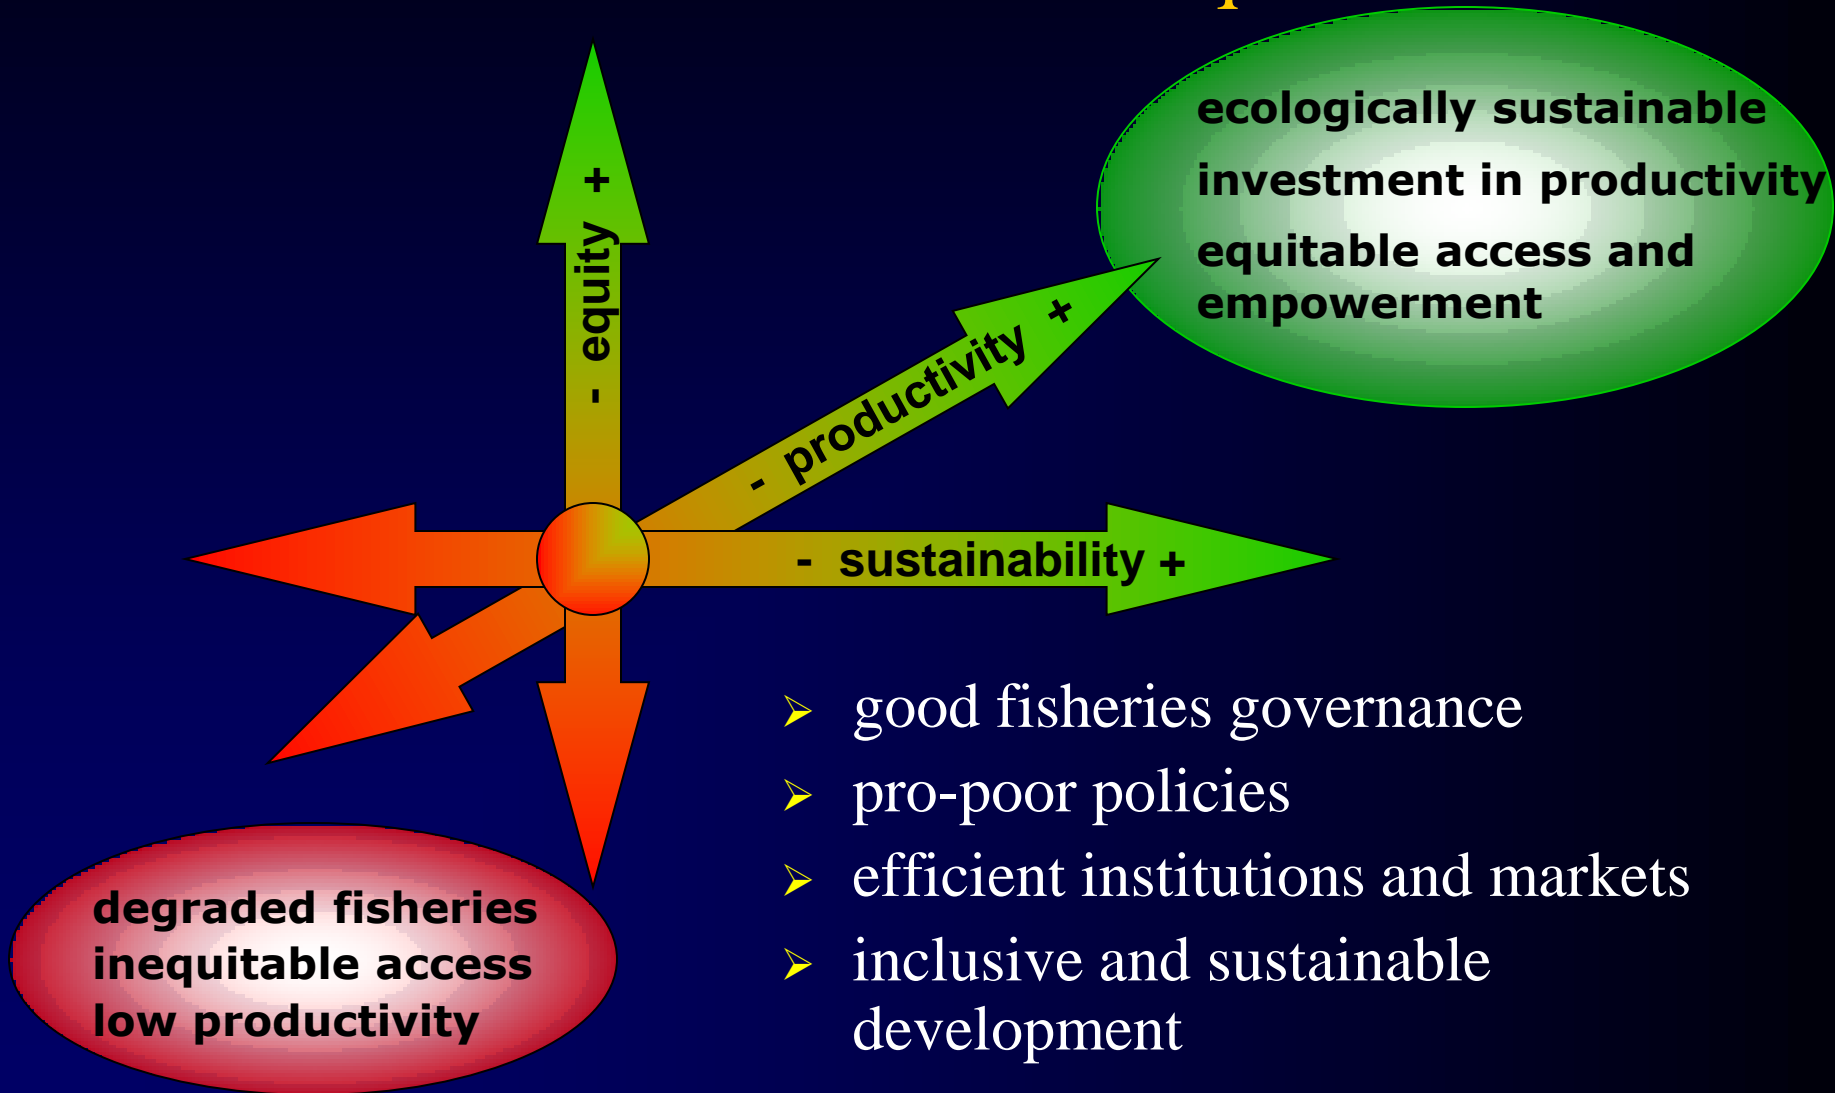 ecologically sustainable
investment in productivity
equitable access and
empowerment
- equity +
- productivity +
- sustainability +
➢ good fisheries governance
➢ pro-poor policies
➢ efficient institutions and markets
➢ inclusive and sustainable
development
degraded fisheries
inequitable access
low productivity